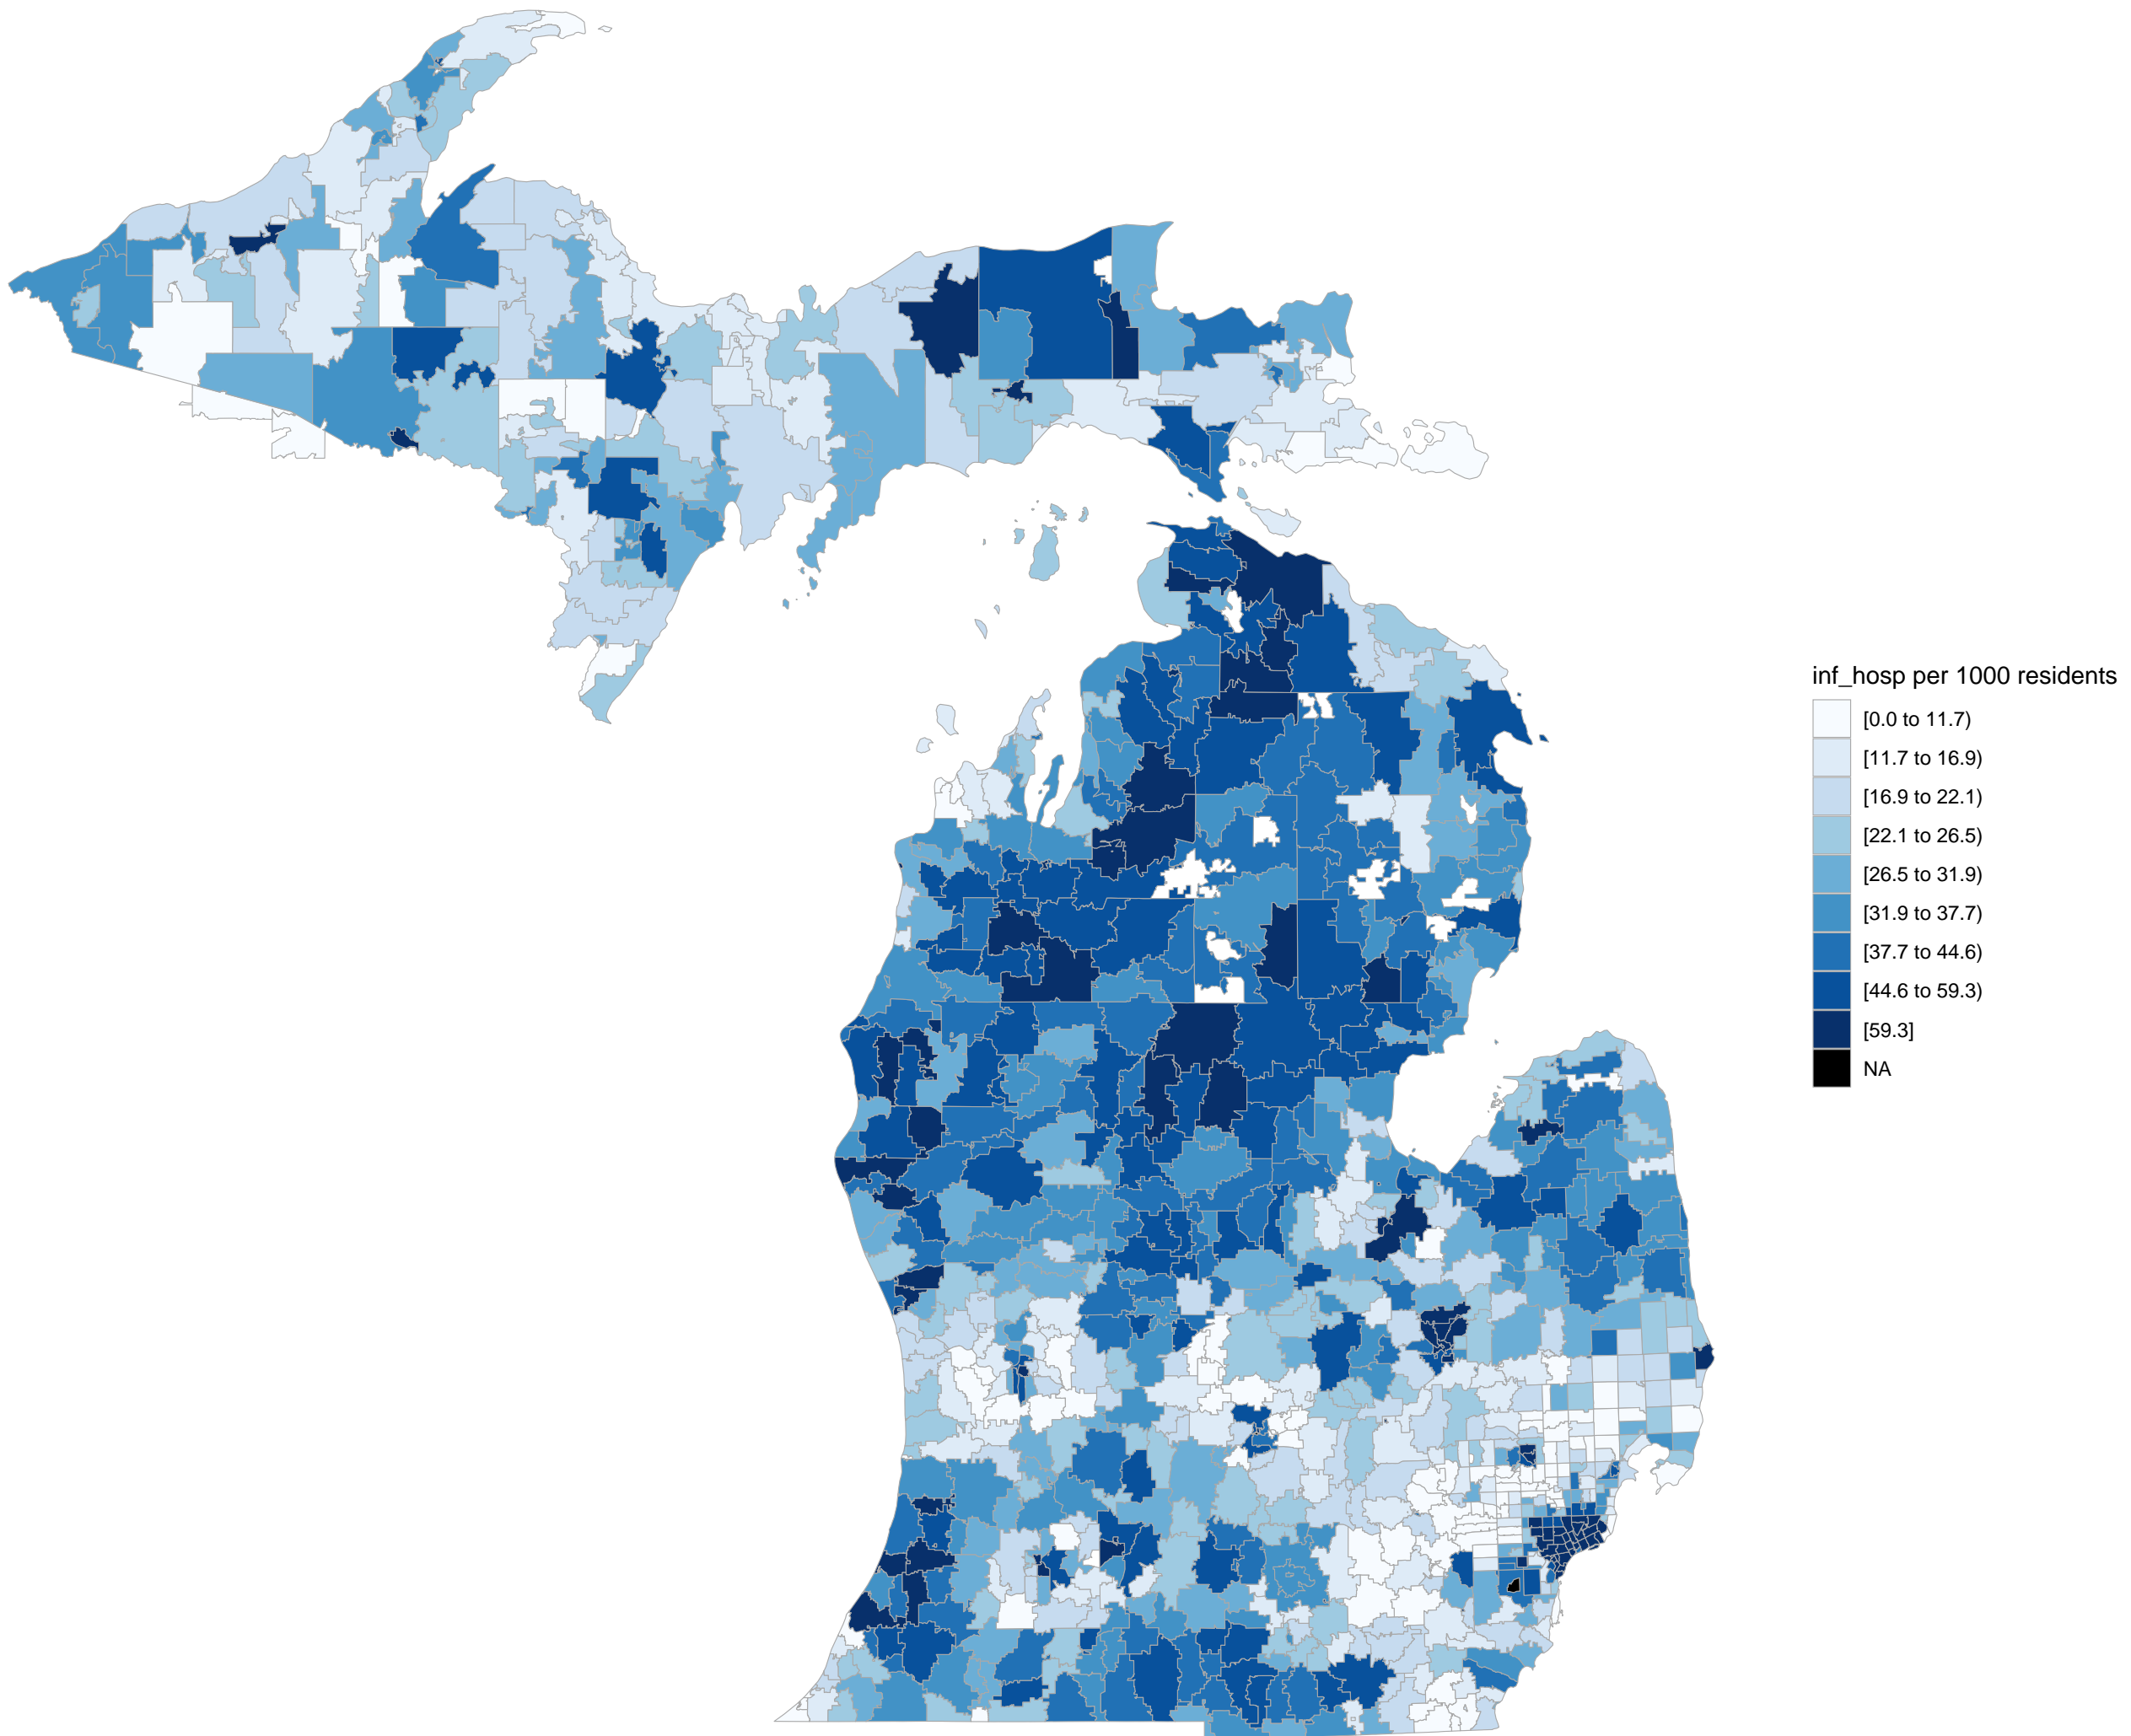 inf_hosp per 1000 residents
[0.0 to 11.7)
[11.7 to 16.9)
[16.9 to 22.1)
[22.1 to 26.5)
[26.5 to 31.9)
[31.9 to 37.7)
[37.7 to 44.6)
[44.6 to 59.3)
[59.3]
NA